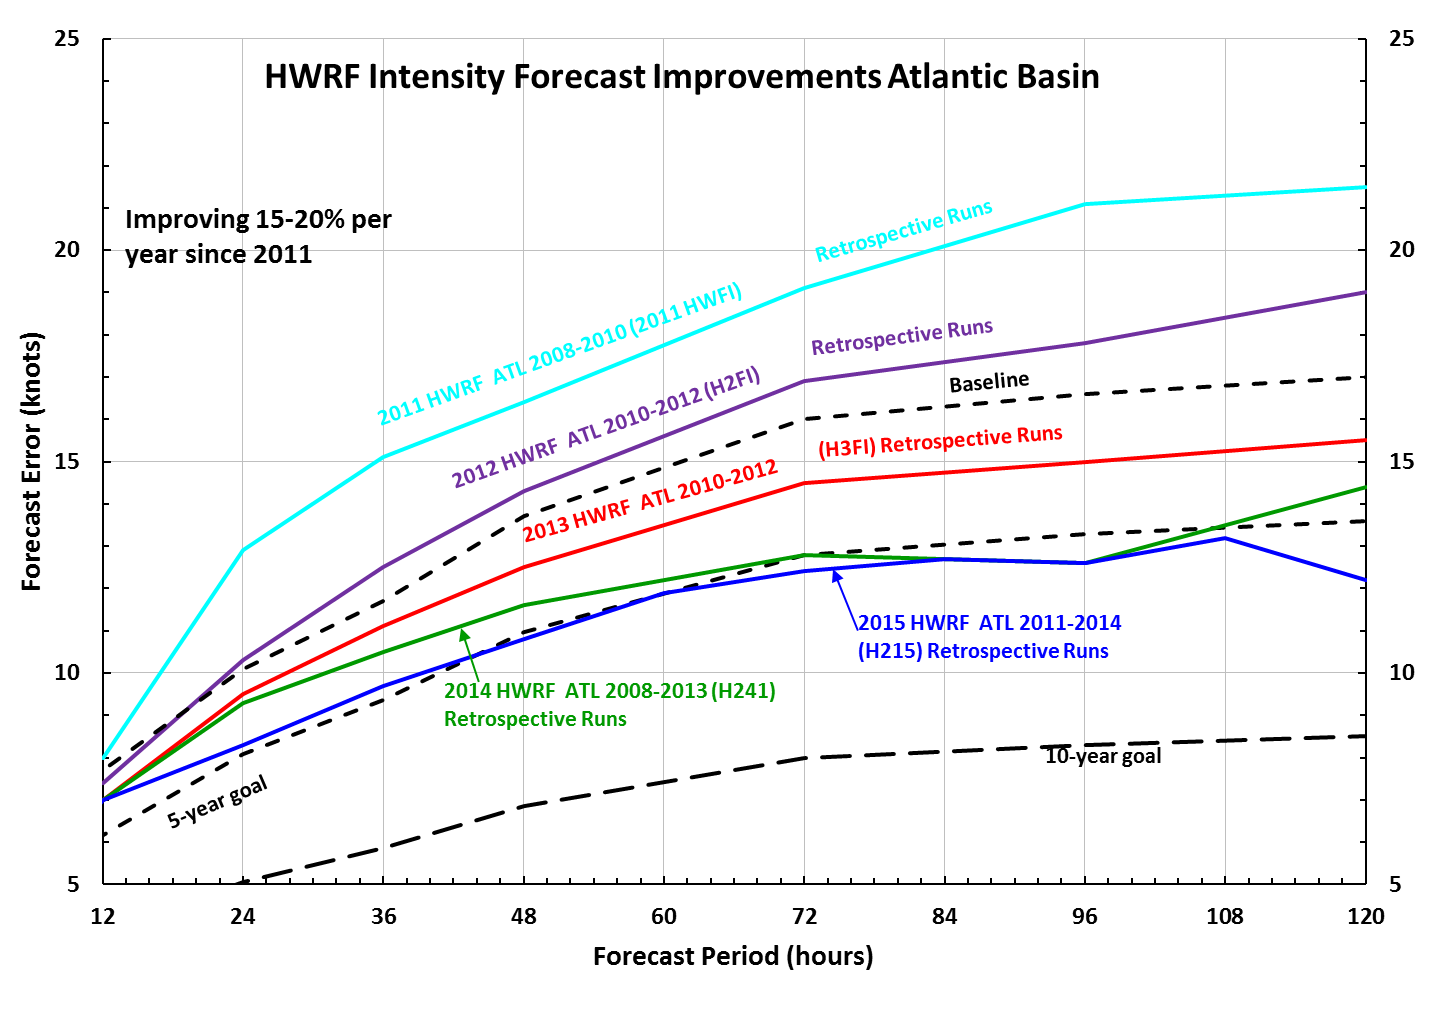 HWRF Intensity Forecast Improvements Atlantic Basin
Improving 15-20% per
year since 2011
Forecast Error (knots)
25
20
15
10
5
25
20
15
10
5
2011 HWRF ATL 2008-2010 (2011 HWFI)
Retrospective Runs
2012 HWRF ATL 2010-2012 (H2FI)
Retrospective Runs
Baseline
2013 HWRF ATL 2010-2012
(H3FI) Retrospective Runs
2015 HWRF ATL 2011-2014
(H215) Retrospective Runs
2014 HWRF ATL 2008-2013 (H241)
Retrospective Runs
5-year goal
10-year goal
12 24 36 48 60 72 84 96 108 120
Forecast Period (hours)